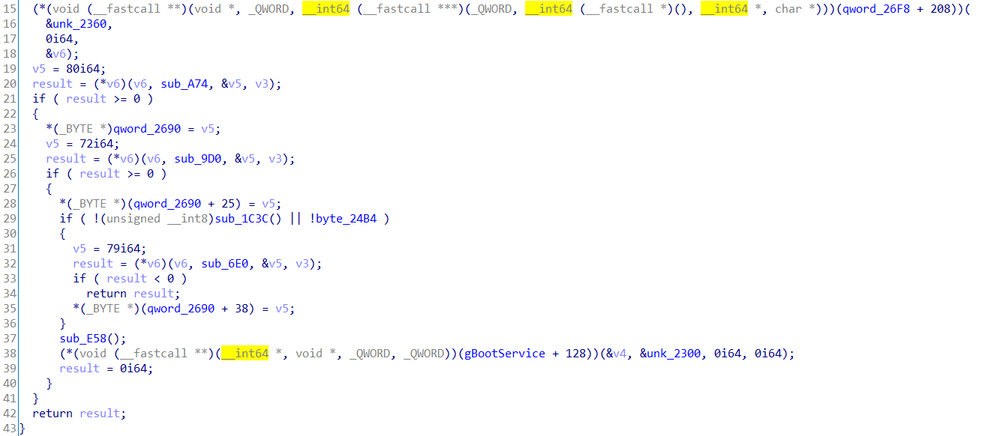 15 (*(void (__fastcall **)(void *, _QWORD, __int64 (__fastcall ***)(_QWORD, __int64 (__fastcall *)(), __int64 *, char *)))(qword_26F8 + 208))(
16 &unk_2360,
17 0i64,
18 &v6);
19 v5 = 80i64;
20 result = (*v6)(v6, sub_A74, &v5, v3);
21 if ( result >= 0 )
22 {
23 *(_BYTE *)qword_2690 = v5;
24 v5 = 72i64;
25 result = (*v6)(v6, sub_9D0, &v5, v3);
26 if ( result >= 0 )
27 {
28 *(_BYTE *)(qword_2690 + 25) = v5;
29 if ( !(unsigned __int8)sub_1C3C() || !byte_24B4 )
30 {
31 v5 = 79i64;
32 result = (*v6)(v6, sub_6E0, &v5, v3);
33 if ( result < 0 )
34 return result;
35 *(_BYTE *)(qword_2690 + 38) = v5;
36 }
37 sub_E58();
38 (*(void (__fastcall **)(__int64 *, void *, _QWORD, _QWORD))(gBootService + 128))(&v4, &unk_2300, 0i64, 0i64);
39 result = 0i64;
40 }
41 }
42 return result;
43 }